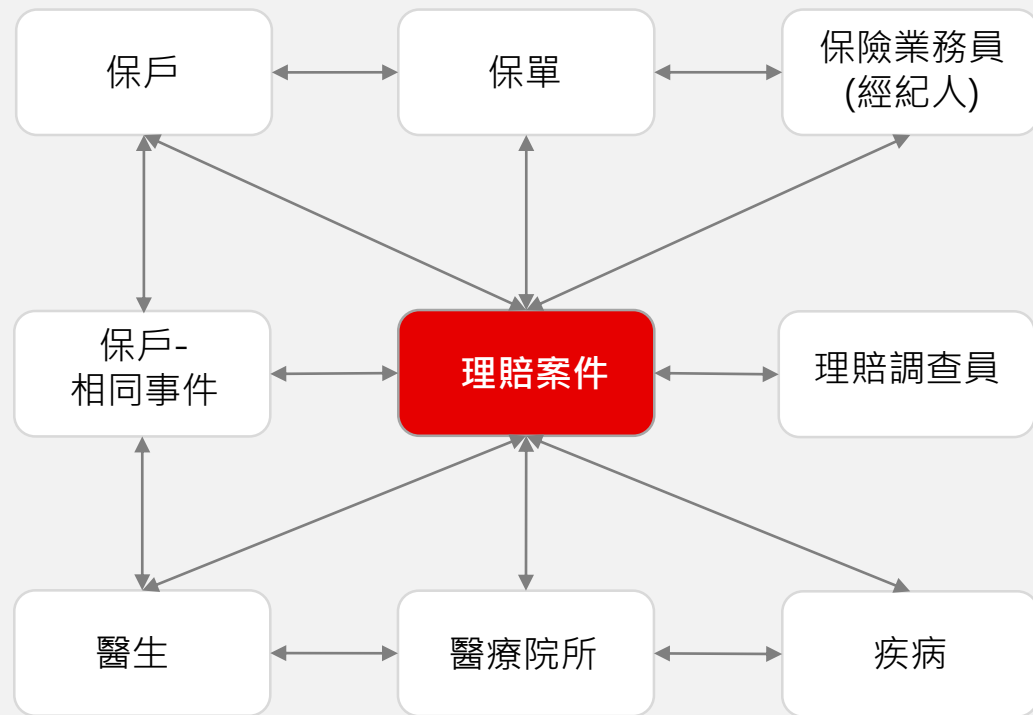 保戶
保單
保險業務員
(經紀人)
保戶-
相同事件
理賠案件
理賠調查員
醫生
醫療院所
疾病